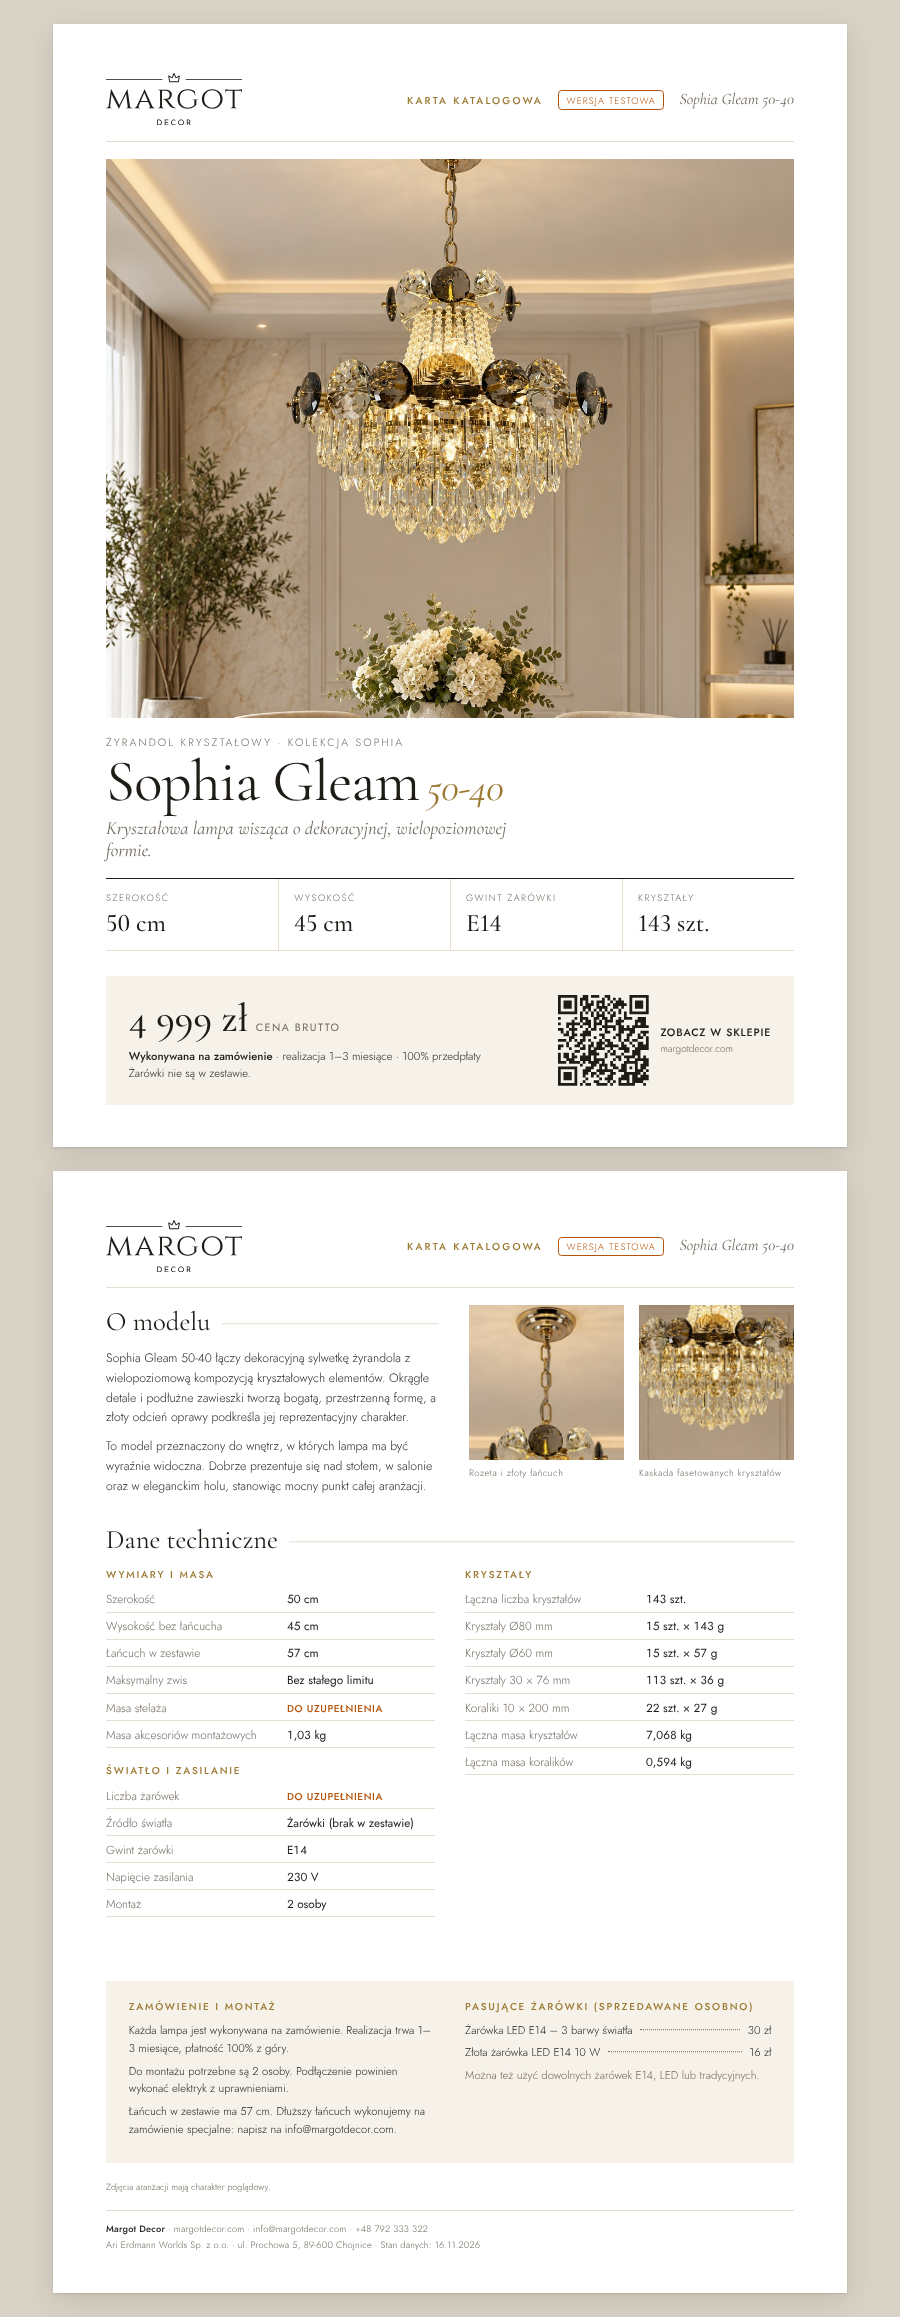 MARGOT
DECOR
KARTA KATALOGOWA
WERSJA TESTOWA
Sophia Gleam 50-40
ŻYRANDOL KRYSZTAŁOWY · KOLEKCJA SOPHIA
Sophia Gleam 50-40
Kryształowa lampa wisząca o dekoracyjnej, wielopoziomowej
formie.
SZEROKOŚĆ
50 cm
WYSOKOŚĆ
45 cm
GWINT ŻARÓWKI
E14
KRYSZTAŁY
143 szt.
4 999 zł CENA BRUTTO
Wykonywana na zamówienie · realizacja 1–3 miesiące · 100% przedpłaty
Żarówki nie są w zestawie.
ZOBACZ W SKLEPIE
margotdecor.com
MARGOT
DECOR
KARTA KATALOGOWA
WERSJA TESTOWA
Sophia Gleam 50-40
O modelu
Sophia Gleam 50-40 łączy dekoracyjną sylwetkę żyrandola z
wielopoziomową kompozycją kryształowych elementów. Okrągłe
detale i podłużne zawieszki tworzą bogatą, przestrzenną formę, a
złoty odcień oprawy podkreśla jej reprezentacyjny charakter.
To model przeznaczony do wnętrz, w których lampa ma być
wyraźnie widoczna. Dobrze prezentuje się nad stołem, w salonie
oraz w eleganckim holu, stanowiąc mocny punkt całej aranżacji.
Rozeta i złoty łańcuch
Kaskada fasetowanych kryształów
Dane techniczne
WYMIARY I MASA
Szerokość 50 cm
Wysokość bez łańcucha 45 cm
Łańcuch w zestawie 57 cm
Maksymalny zwis Bez stałego limitu
Masa stelaża DO UZUPEŁNIENIA
Masa akcesoriów montażowych 1,03 kg
ŚWIATŁO I ZASILANIE
Liczba żarówek DO UZUPEŁNIENIA
Źródło światła Żarówki (brak w zestawie)
Gwint żarówki E14
Napięcie zasilania 230 V
Montaż 2 osoby
KRYSZTAŁY
Łączna liczba kryształów 143 szt.
Kryształy Ø80 mm 15 szt. × 143 g
Kryształy Ø60 mm 15 szt. × 57 g
Kryształy 30 × 76 mm 113 szt. × 36 g
Koraliki 10 × 200 mm 22 szt. × 27 g
Łączna masa kryształów 7,068 kg
Łączna masa koralików 0,594 kg
ZAMÓWIENIE I MONTAŻ
Każda lampa jest wykonywana na zamówienie. Realizacja trwa 1–
3 miesiące, płatność 100% z góry.
Do montażu potrzebne są 2 osoby. Podłączenie powinien
wykonać elektryk z uprawnieniami.
Łańcuch w zestawie ma 57 cm. Dłuższy łańcuch wykonujemy na
zamówienie specjalne: napisz na info@margotdecor.com.
PASUJĄCE ŻARÓWKI (SPRZEDAWANE OSOBNO)
Żarówka LED E14 – 3 barwy światła 30 zł
Złota żarówka LED E14 10 W 16 zł
Można też użyć dowolnych żarówek E14, LED lub tradycyjnych.
Zdjęcia aranżacji mają charakter poglądowy.
Margot Decor · margotdecor.com · info@margotdecor.com · +48 792 333 322
Ari Erdmann Worlds Sp. z o.o. · ul. Prochowa 5, 89-600 Chojnice · Stan danych: 16.11.2026